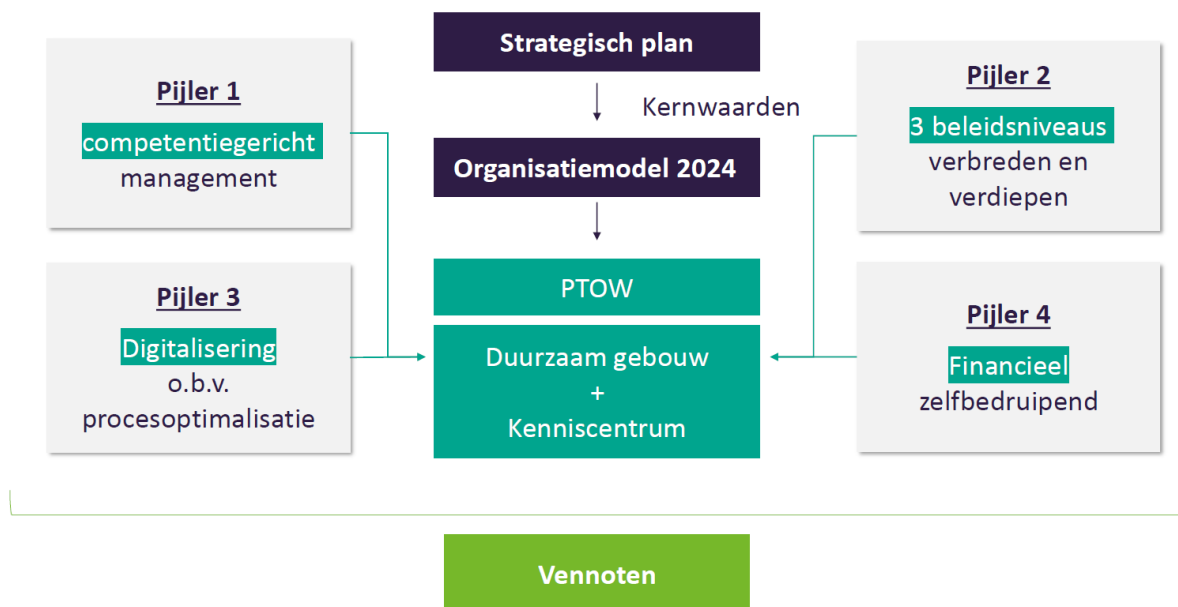 Strategisch plan
Kernwaarden
Organisatiemodel 2024
PTOW
Duurzaam gebouw
+
Kenniscentrum
Pijler 1
competentiegericht
management
Pijler 2
3 beleidsniveaus
verbreden en
verdiepen
Pijler 3
Digitalisering
o.b.v.
procesoptimalisatie
Pijler 4
Financieel
zelfbedruipend
Vennoten